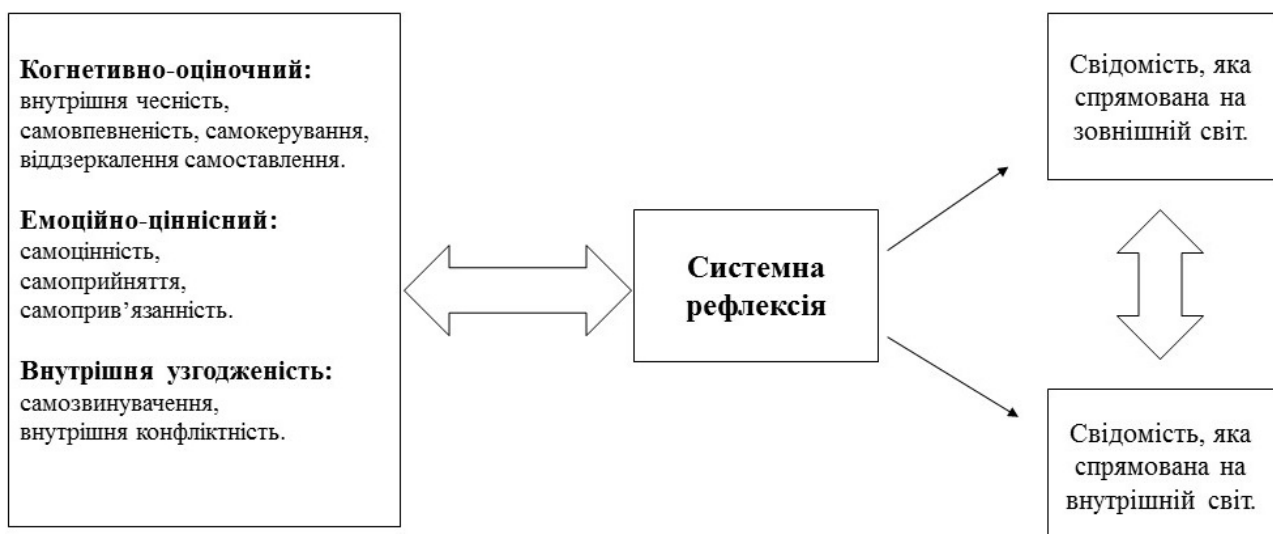 Когнетивно-оціночний:
внутрішня чесність,
самовпевненість, самокерування,
віддзеркалення самоставлення.
Емоційно-ціннісний:
самоцінність,
самоприйняття,
самоприв’язанність.
Внутрішня узгодженість:
самозвинувачення,
внутрішня конфліктність.
Системна
рефлексія
Свідомість, яка
спрямована на
зовнішній світ.
Свідомість, яка
спрямована на
внутрішній світ.